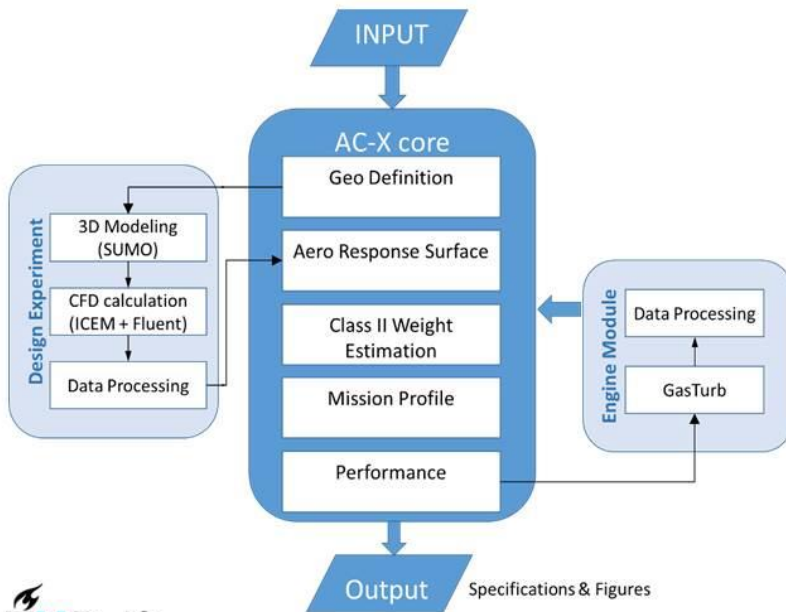 INPUT
AC-X core
Geo Definition
Aero Response Surface
Class II Weight
Estimation
Mission Profile
Performance
Design Experiment
3D Modeling
(SUMO)
CFD calculation
(ICEM + Fluent)
Data Processing
Engine Module
Data Processing
GasTurb
Output
Specifications & Figures